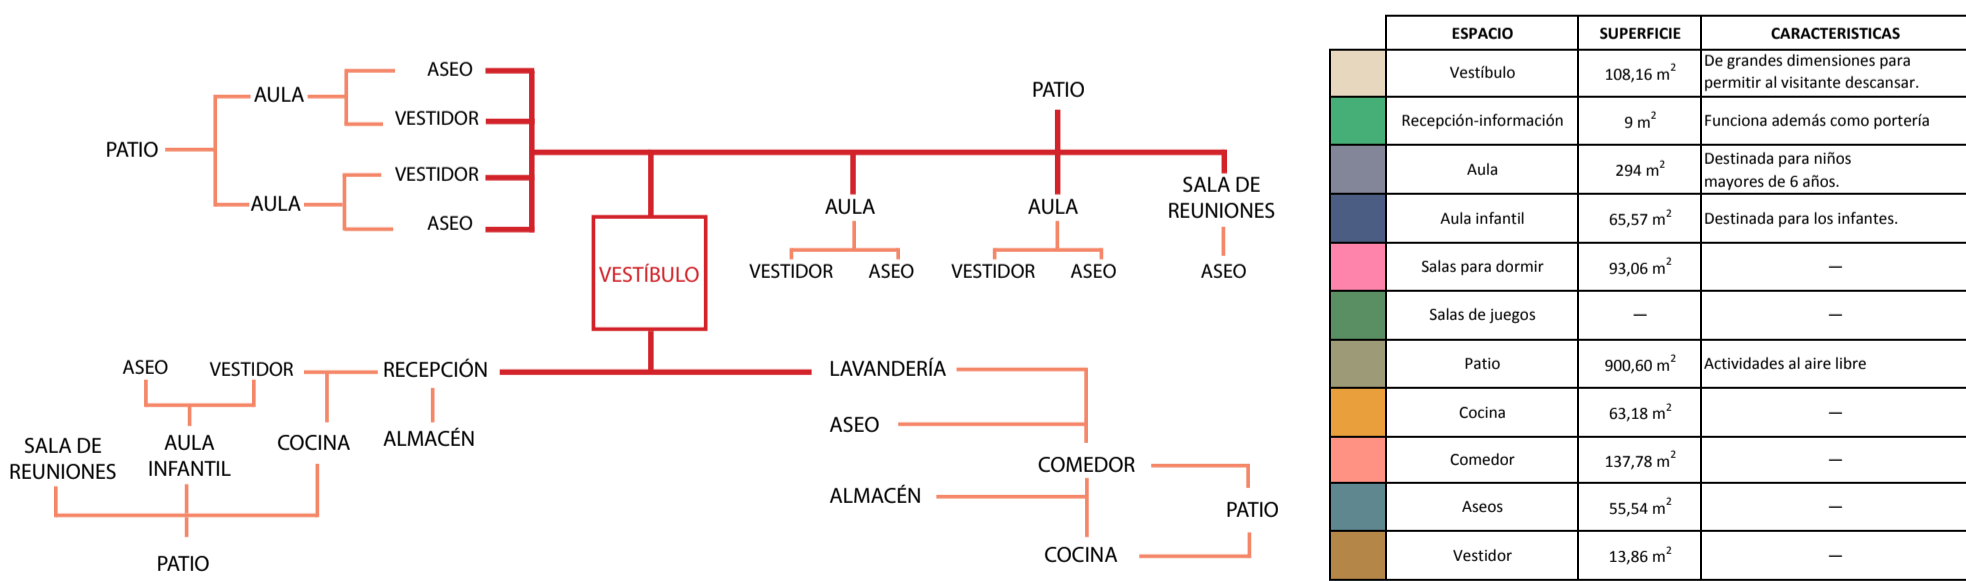 ASEO
VESTIDOR
AULA
PATIO
VESTIDOR
AULA
ASEO
PATIO
SALA DE
REUNIONES
AULA
AULA
VESTIDOR
ASEO
VESTIDOR
ASEO
ASEO
VESTÍBULO
ASEO
VESTIDOR
RECEPCIÓN
LAVANDERÍA
ASEO
SALA DE
REUNIONES
AULA
INFANTIL
COCINA
ALMACÉN
COMEDOR
ALMACÉN
PATIO
COCINA
PATIO
ESPACIO SUPERFICIE CARACTERISTICAS
Vestíbulo 108,16 m² De grandes dimensiones para
permitir al visitante descansar.
Recepción-información 9 m² Funciona además como portería
Aula 294 m² Destinada para niños
mayores de 6 años.
Aula infantil 65,57 m² Destinada para los infantes.
Salas para dormir 93,06 m² —
Salas de juegos — —
Patio 900,60 m² Actividades al aire libre
Cocina 63,18 m² —
Comedor 137,78 m² —
Aseos 55,54 m² —
Vestidor 13,86 m² —